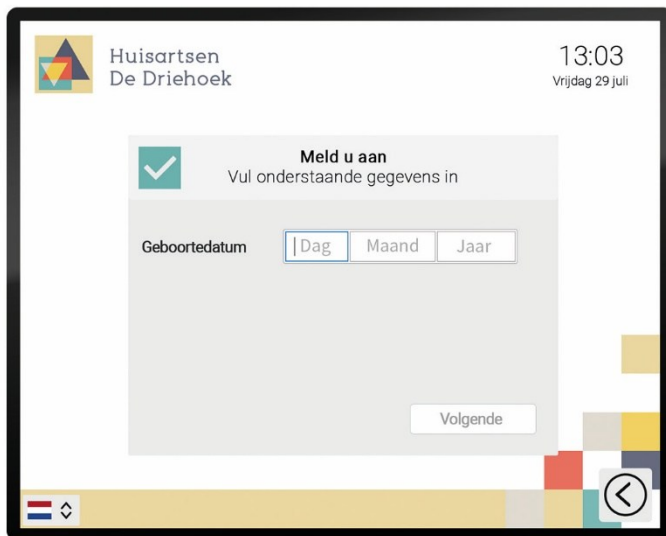 Huisartsen
De Driehoek
13:03
Vrijdag 29 juli
Meld u aan
Vul onderstaande gegevens in
Geboortedatum
Dag
Maand
Jaar
Volgende